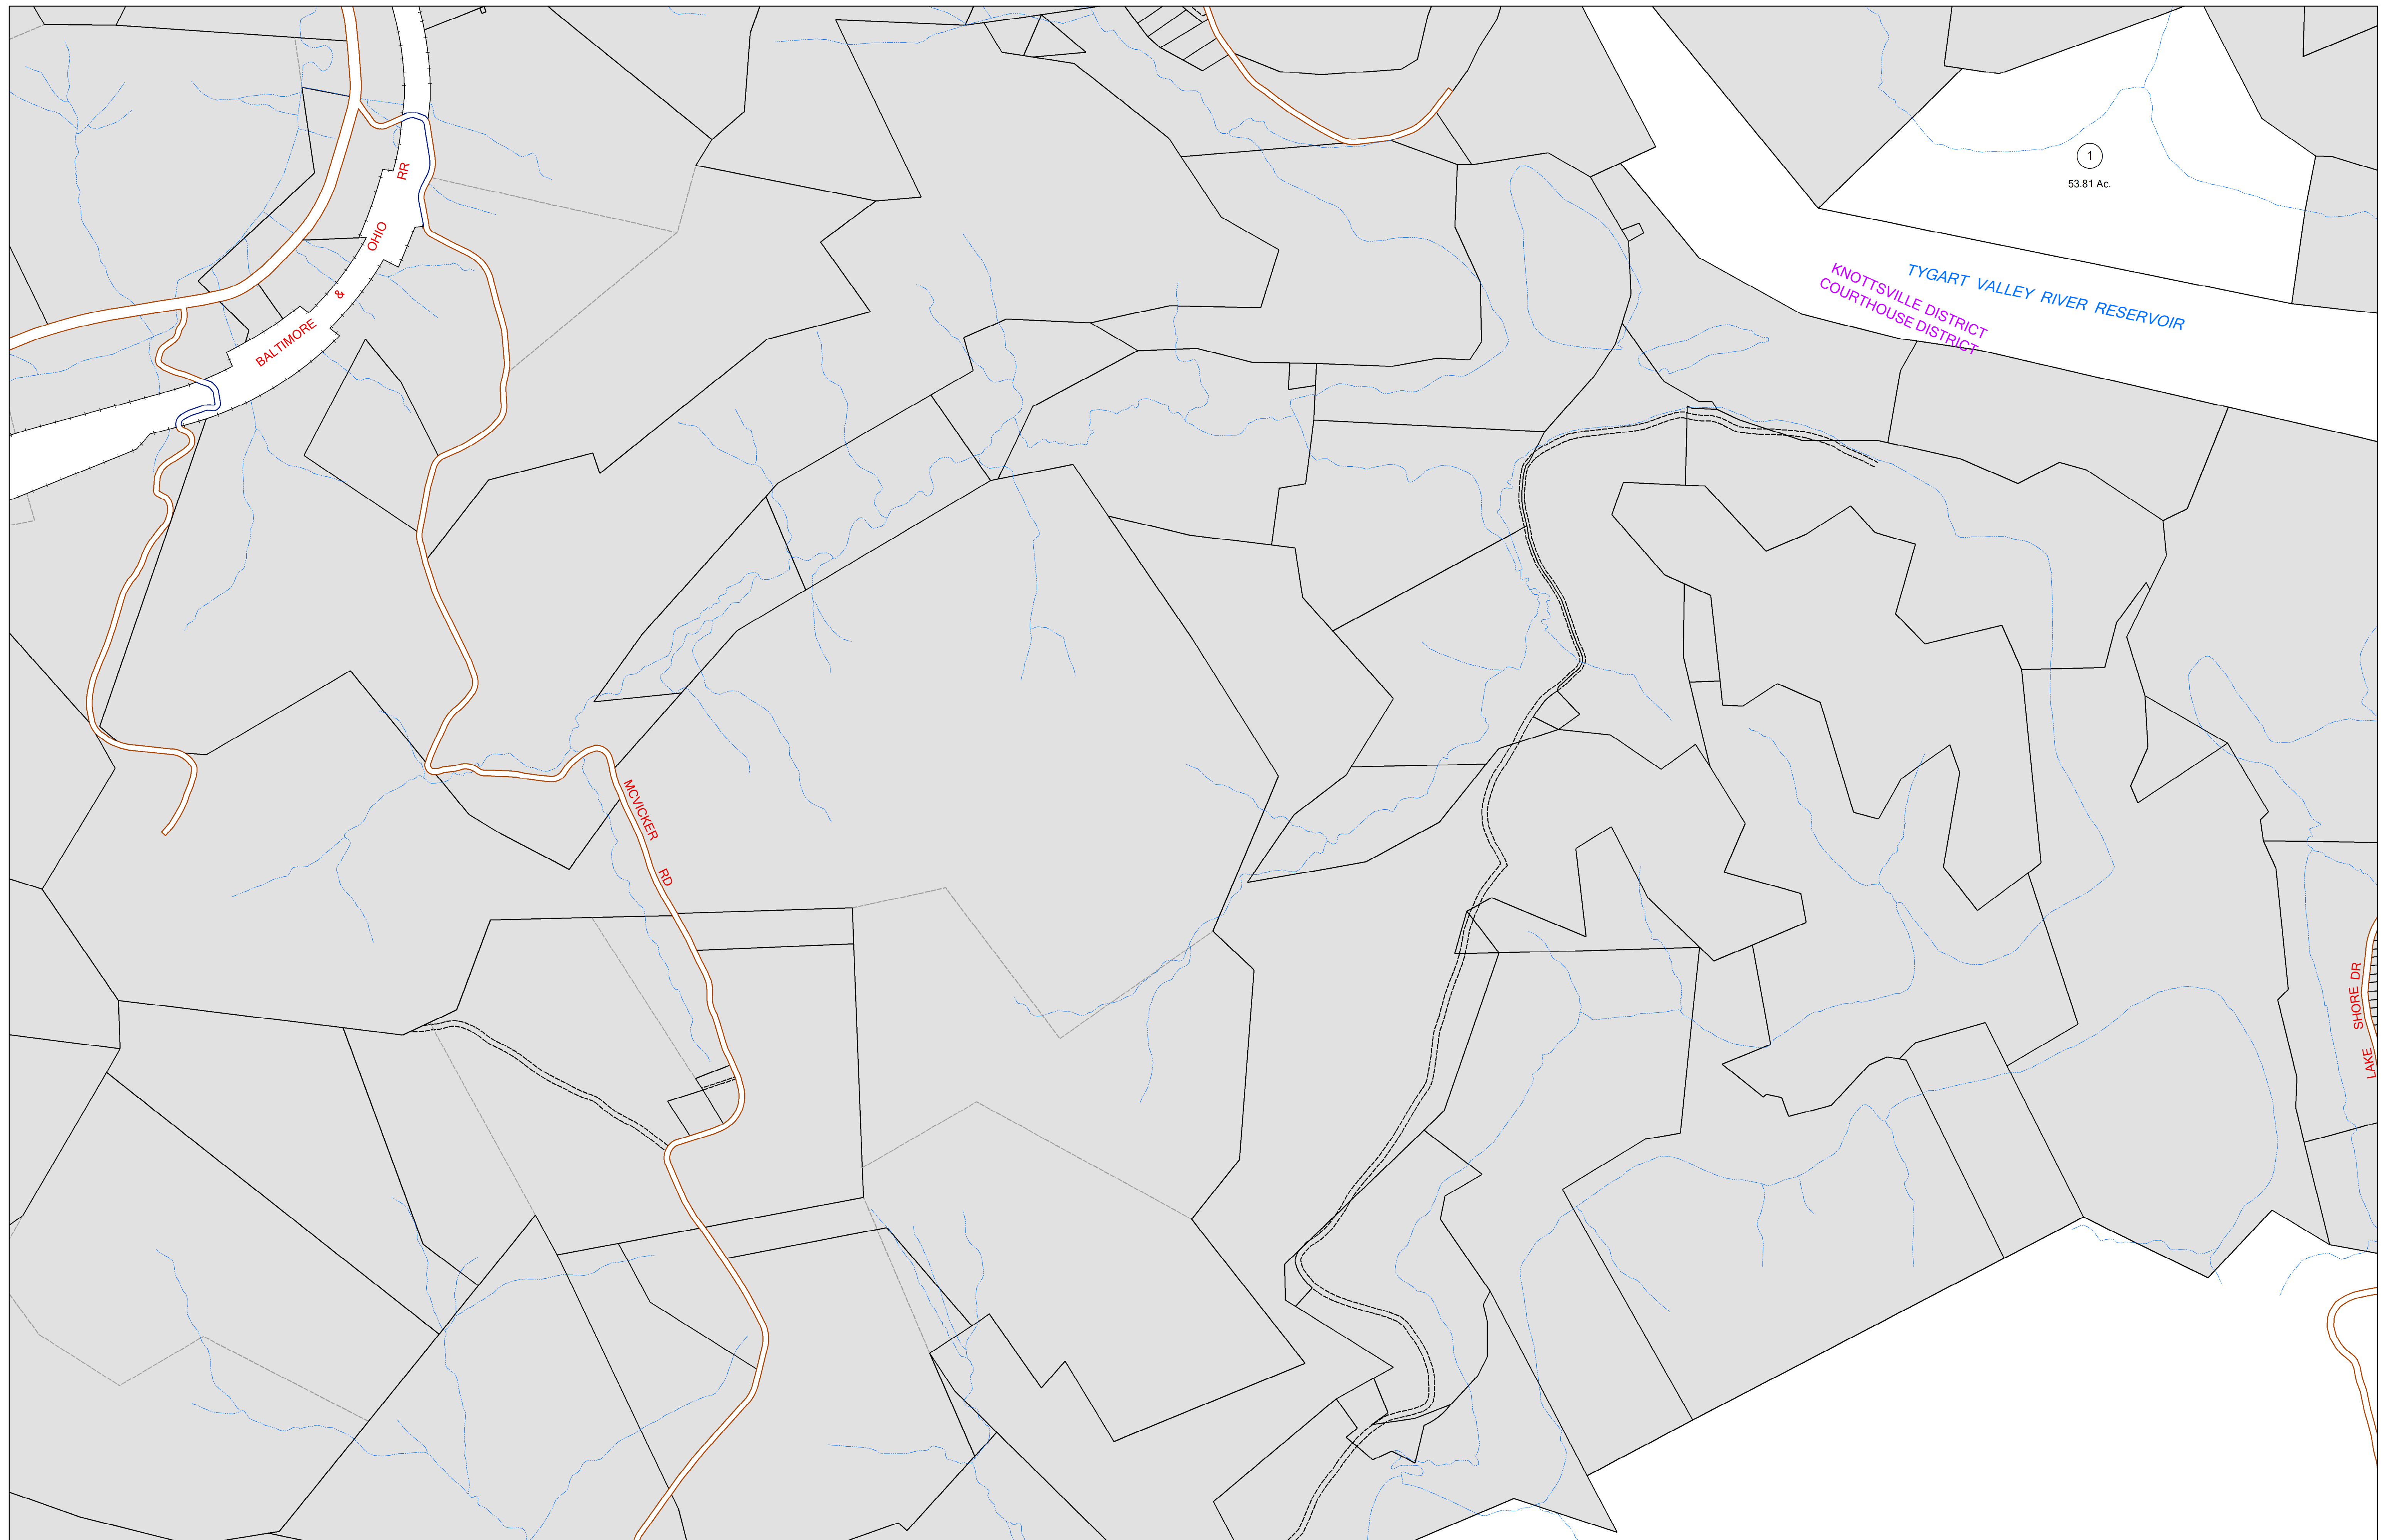 RR
OHIO
&
BALTIMORE
1
53.81 Ac.
TYGART VALLEY RIVER RESERVOIR
KNOTTSVILLE DISTRICT
COURTHOUSE DISTRICT
MCVICKER RD
LAKE SHORE DR